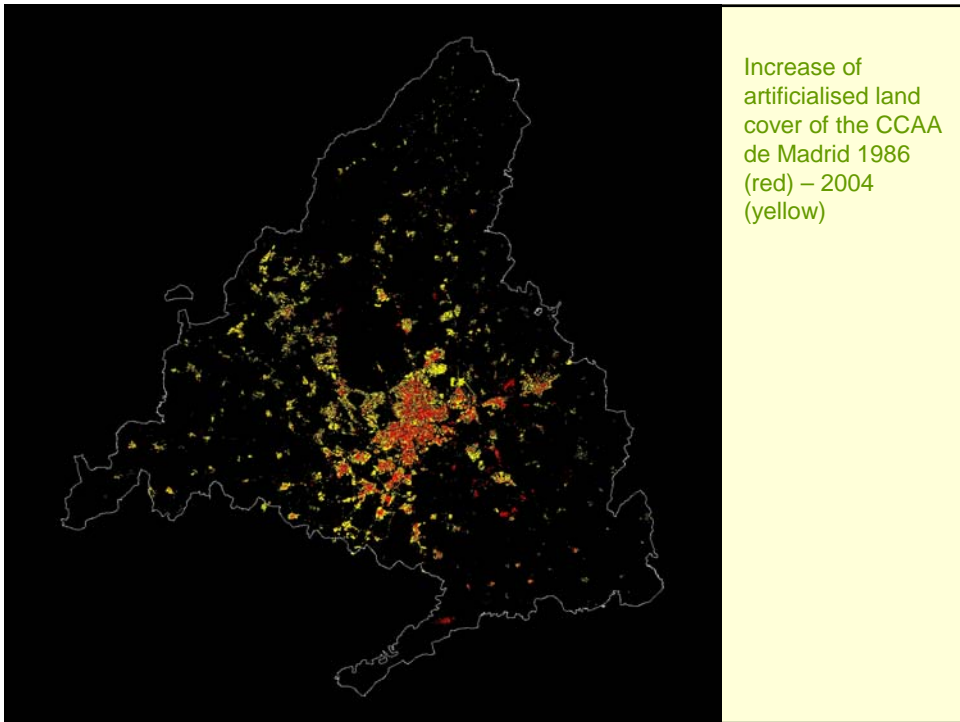 Increase of
artificialised land
cover of the CCAA
de Madrid 1986
(red) – 2004
(yellow)